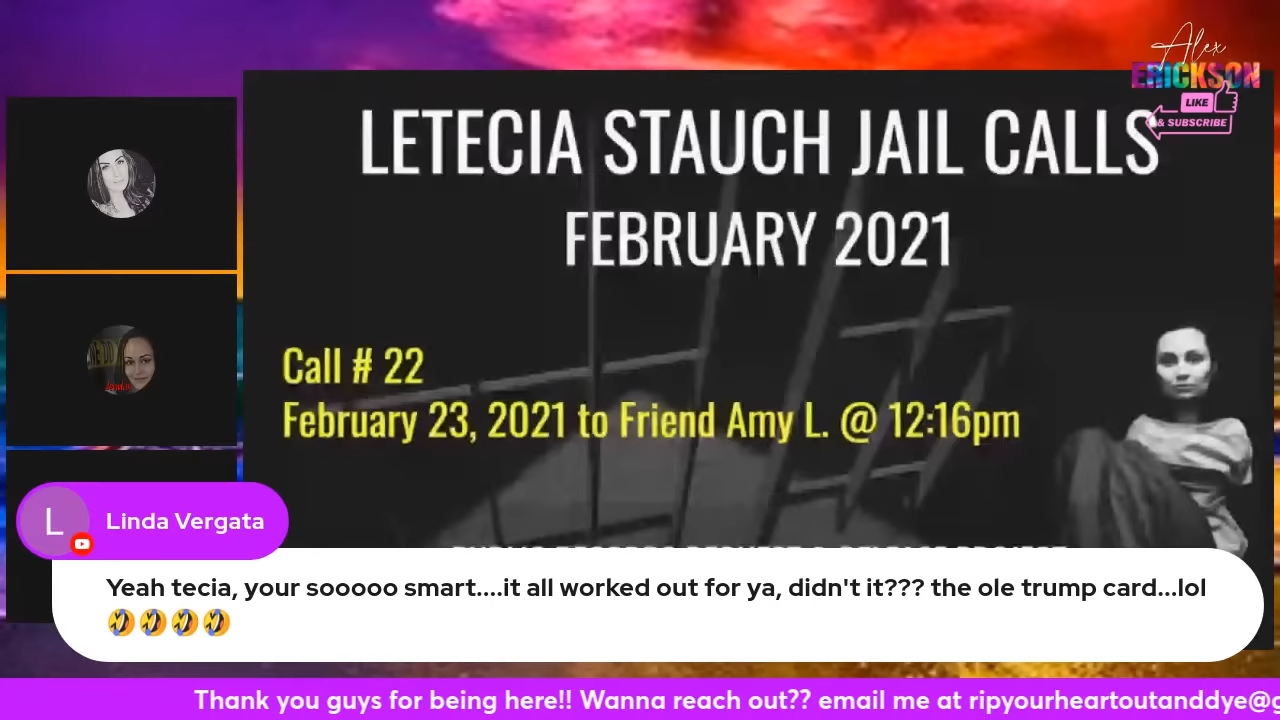 Alex
ERICKSON
LIKE
& SUBSCRIBE
LETECIA STAUCH JAIL CALLS
FEBRUARY 2021
Call # 22
February 23, 2021 to Friend Amy L. @ 12:16pm
L
Linda Vergata
Yeah tecia, your sooooo smart....it all worked out for ya, didn't it??? the ole trump card...lol
🤣🤣🤣🤣
Thank you guys for being here!! Wanna reach out?? email me at ripyourheartoutanddye@g